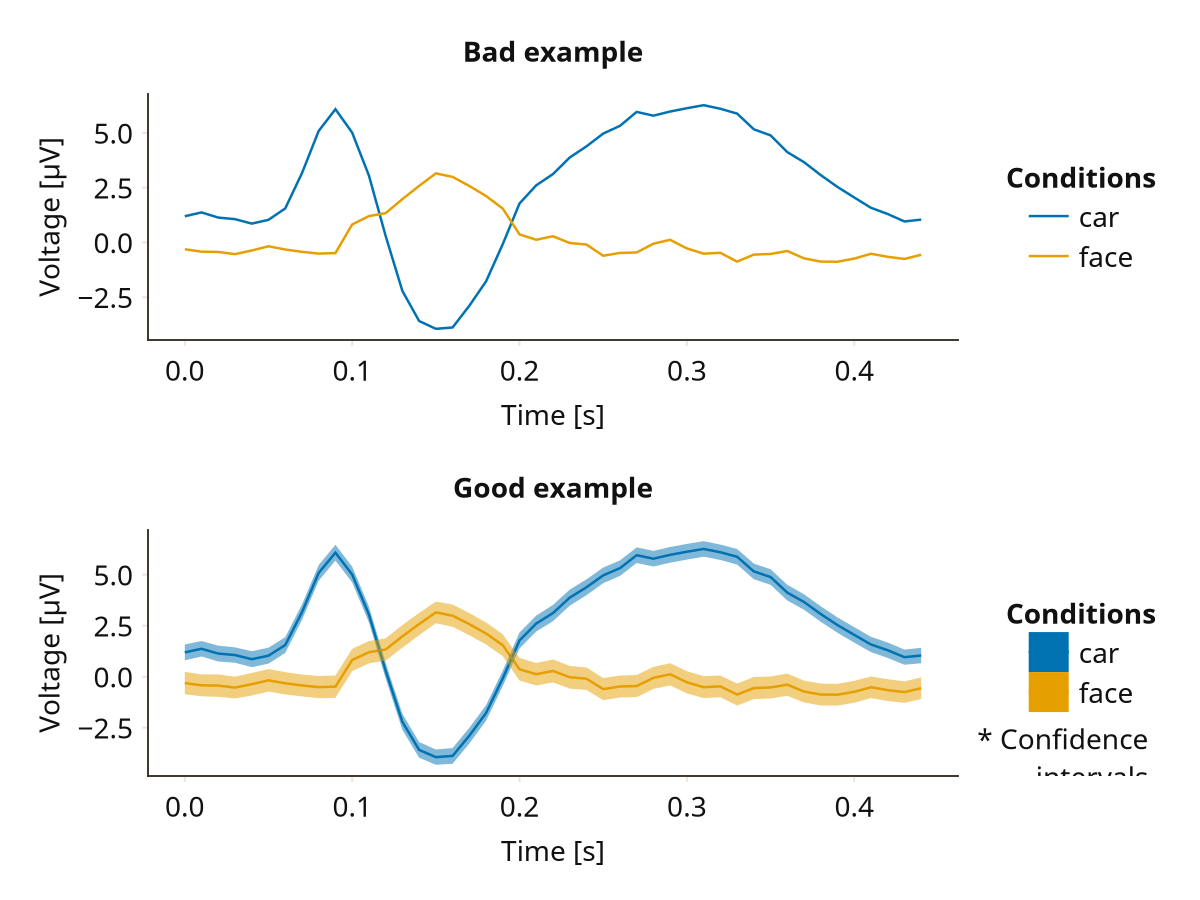 Bad example
5.0
2.5
0.0
−2.5
Voltage [µV]
0.0 0.1 0.2 0.3 0.4
Time [s]
Conditions
car
face
Good example
5.0
2.5
0.0
−2.5
Voltage [µV]
0.0 0.1 0.2 0.3 0.4
Time [s]
Conditions
car
face
* Confidence
intervals